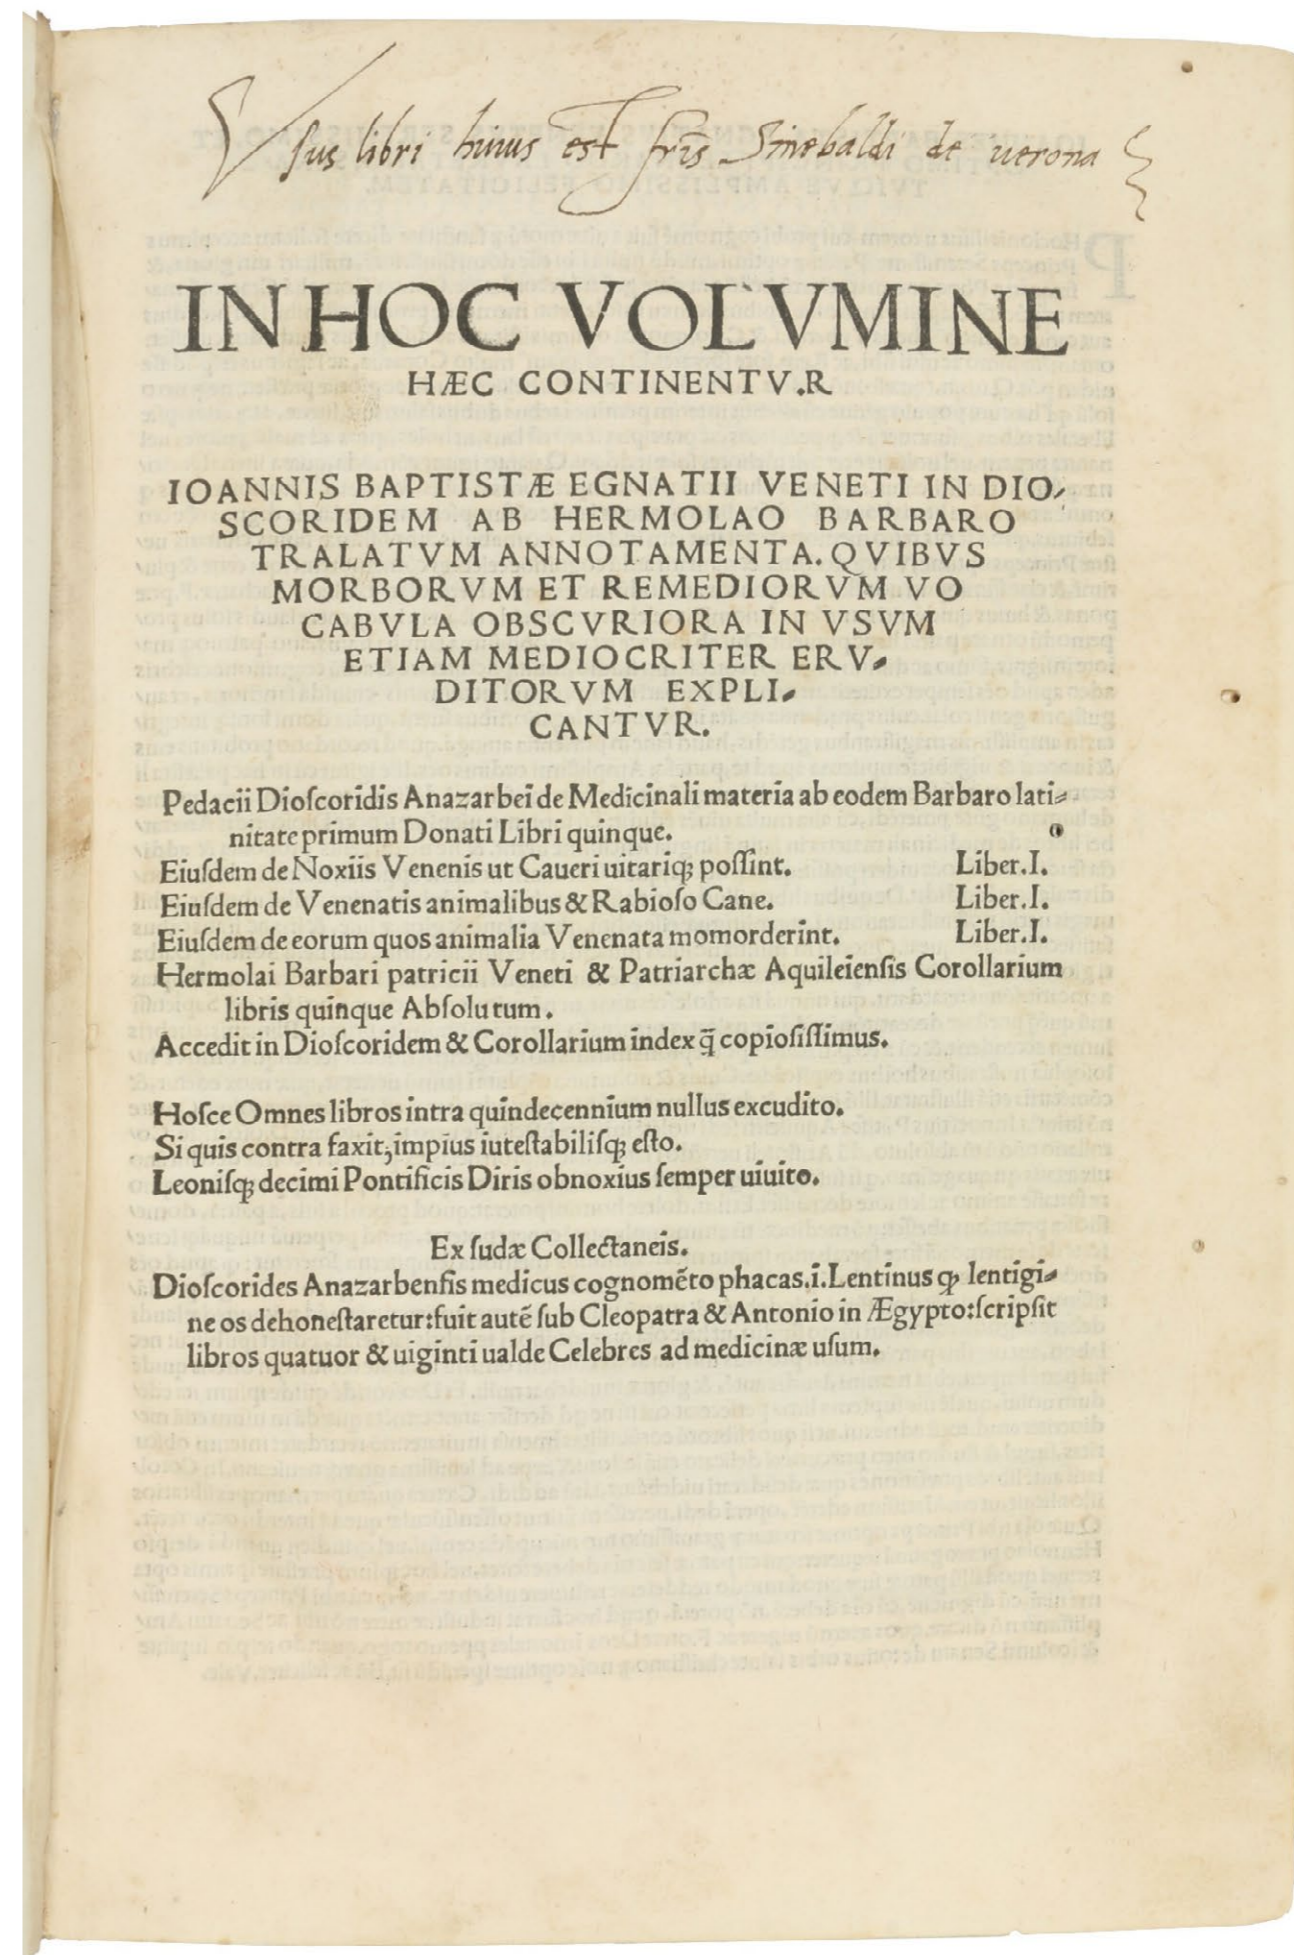 Vsus libri huius est fr̄is Sinebaldi de uerona
IN HOC VOLVMINE
HÆC CONTINENTV.R
IOANNIS BAPTISTÆ EGNATII VENETI IN DIO⸗
SCORIDEM AB HERMOLAO BARBARO
TRALATVM ANNOTAMENTA. QVIBVS
MORBORVM ET REMEDIORVM VO
CABVLA OBSCVRIORA IN VSVM
ETIAM MEDIOCRITER ERV⸗
DITORVM EXPLI⸗
CANTVR.
Pedacii Dioſcoridis Anazarbei de Medicinali materia ab eodem Barbaro lati⸗
nitate primum Donati Libri quinque.
Eiuſdem de Noxiis Venenis ut Caueri uitariq; poſſint. Liber.I.
Eiuſdem de Venenatis animalibus & Rabioſo Cane. Liber.I.
Eiuſdem de eorum quos animalia Venenata momorderint. Liber.I.
Hermolai Barbari patricii Veneti & Patriarchæ Aquileienſis Corollarium
libris quinque Abſolutum.
Accedit in Dioſcoridem & Corollarium index q̄ copioſiſſimus.
Hoſce Omnes libros intra quindecennium nullus excudito.
Si quis contra faxit, impius iuteſtabiliſq; eſto.
Leoniſq; decimi Pontificis Diris obnoxius ſemper uiuito.
Ex ſudæ Collectaneis.
Dioſcorides Anazarbenſis medicus cognomēto phacas.i. Lentinus ꝙ lentigi⸗
ne os dehoneſtaretur: fuit autē ſub Cleopatra & Antonio in Ægypto: ſcripſit
libros quatuor & uiginti ualde Celebres ad medicinæ uſum.